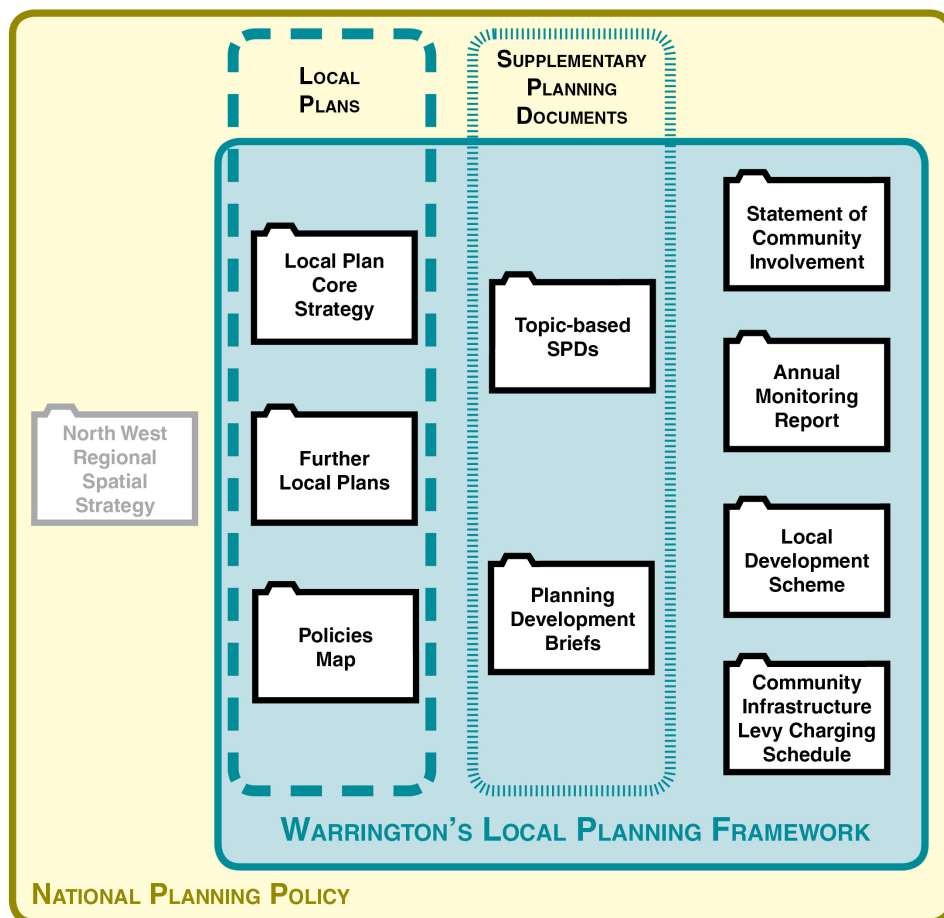 Local
Plans
Supplementary
Planning
Documents
Local Plan
Core
Strategy
Further
Local Plans
Policies
Map
Topic-based
SPDs
Planning
Development
Briefs
Statement of
Community
Involvement
Annual
Monitoring
Report
Local
Development
Scheme
Community
Infrastructure
Levy Charging
Schedule
North West
Regional
Spatial
Strategy
Warrington's Local Planning Framework
National Planning Policy